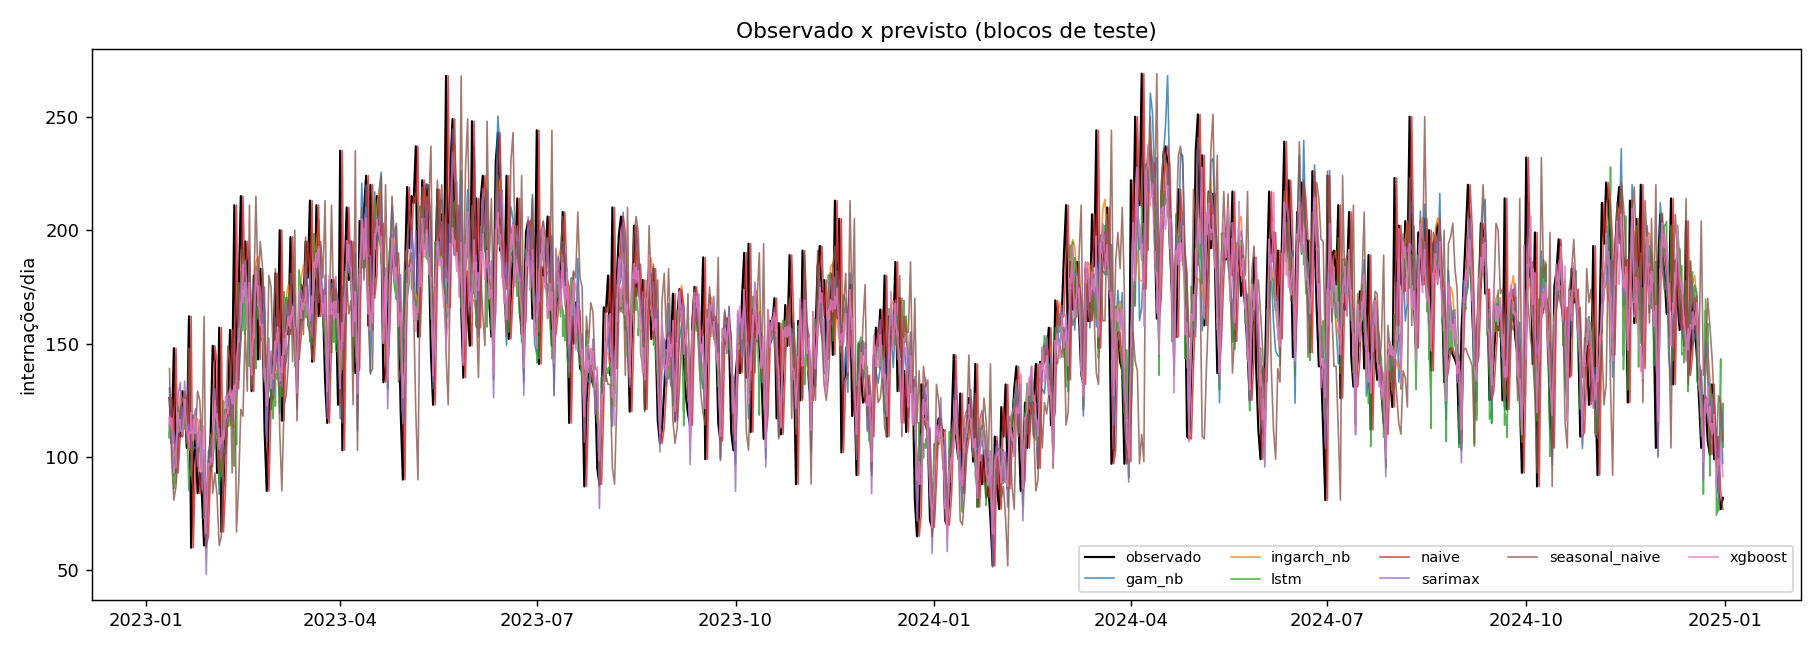 Observado x previsto (blocos de teste)
internações/dia
250
200
150
100
50
observado ingarch_nb naive seasonal_naive xgboost
gam_nb lstm sarimax
2023-01 2023-04 2023-07 2023-10 2024-01 2024-04 2024-07 2024-10 2025-01